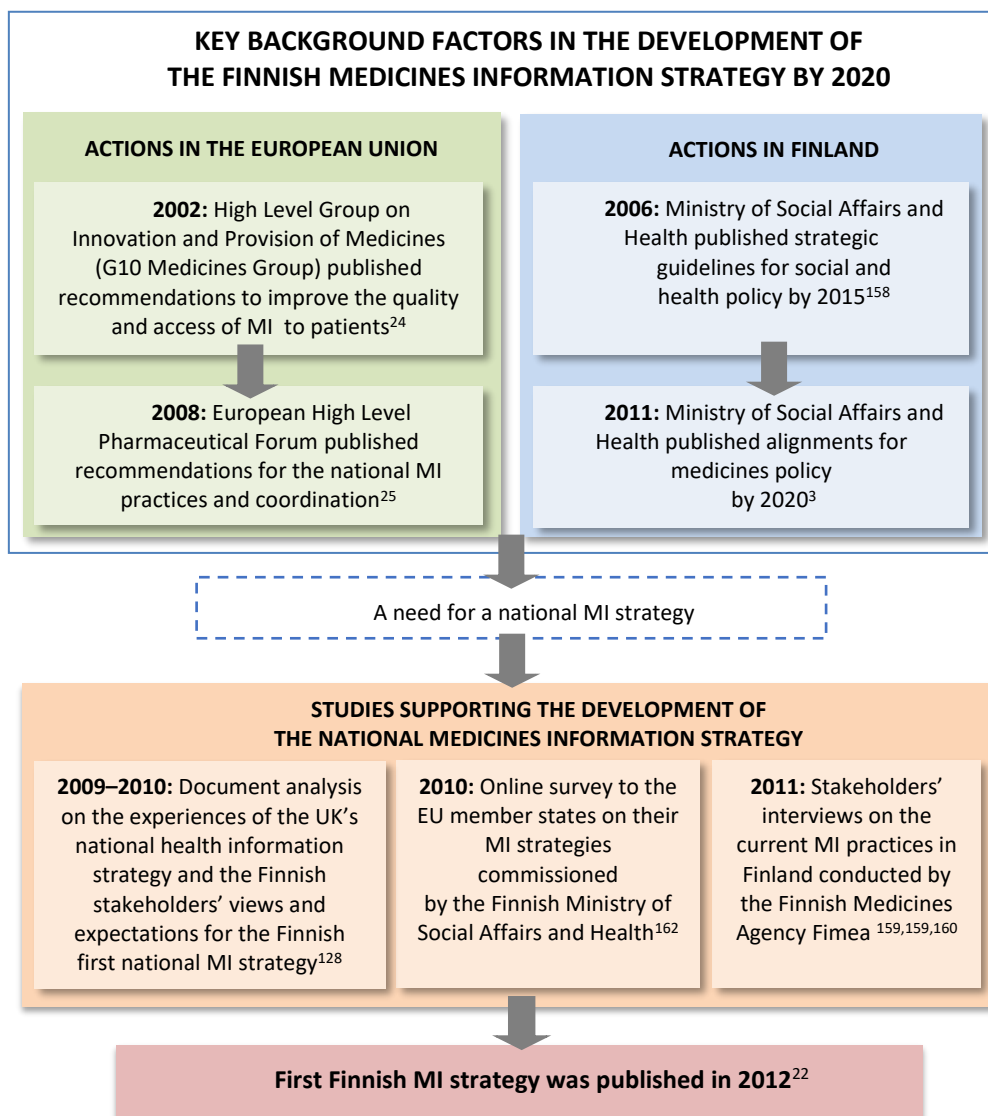 KEY BACKGROUND FACTORS IN THE DEVELOPMENT OF
THE FINNISH MEDICINES INFORMATION STRATEGY BY 2020
ACTIONS IN THE EUROPEAN UNION
2002: High Level Group on
Innovation and Provision of Medicines
(G10 Medicines Group) published
recommendations to improve the quality
and access of MI to patients24
2008: European High Level
Pharmaceutical Forum published
recommendations for the national MI
practices and coordination25
ACTIONS IN FINLAND
2006: Ministry of Social Affairs and
Health published strategic
guidelines for social and
health policy by 2015158
2011: Ministry of Social Affairs and
Health published alignments for
medicines policy
by 20203
A need for a national MI strategy
STUDIES SUPPORTING THE DEVELOPMENT OF
THE NATIONAL MEDICINES INFORMATION STRATEGY
2009–2010: Document analysis
on the experiences of the UK's
national health information
strategy and the Finnish
stakeholders' views and
expectations for the Finnish
first national MI strategy128
2010: Online survey to the
EU member states on their
MI strategies
commissioned
by the Finnish Ministry of
Social Affairs and Health162
2011: Stakeholders'
interviews on the
current MI practices in
Finland conducted by
the Finnish Medicines
Agency Fimea 159,159,160
First Finnish MI strategy was published in 201222